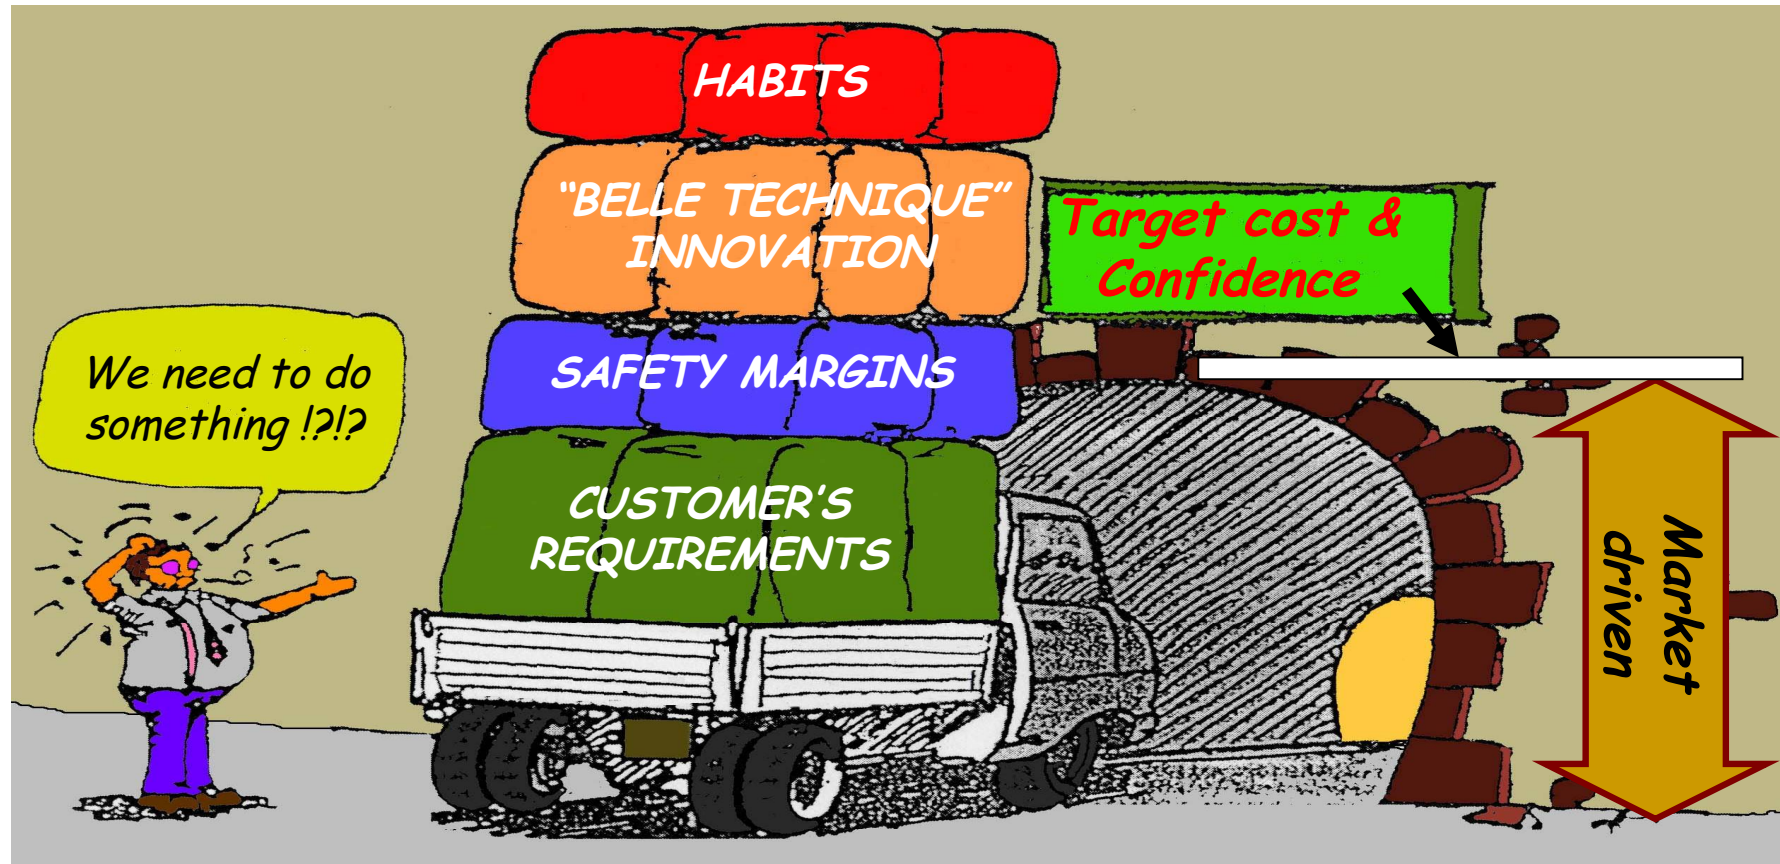 HABITS
“BELLE TECHNIQUE”
INNOVATION
Target cost &
Confidence
We need to do
something !?!?
SAFETY MARGINS
CUSTOMER’S
REQUIREMENTS
Market
driven